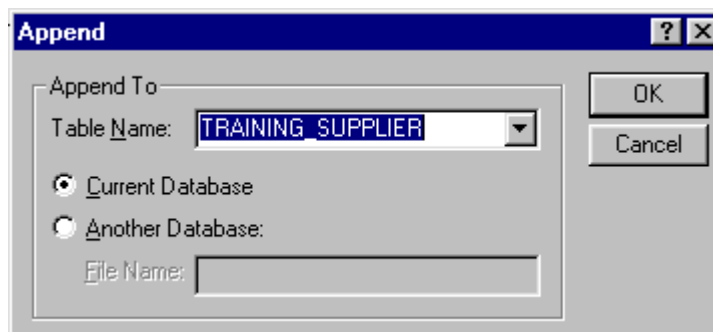 Append
Append To
OK
Table Name: TRAINING_SUPPLIER
Cancel
Current Database
Another Database:
File Name: